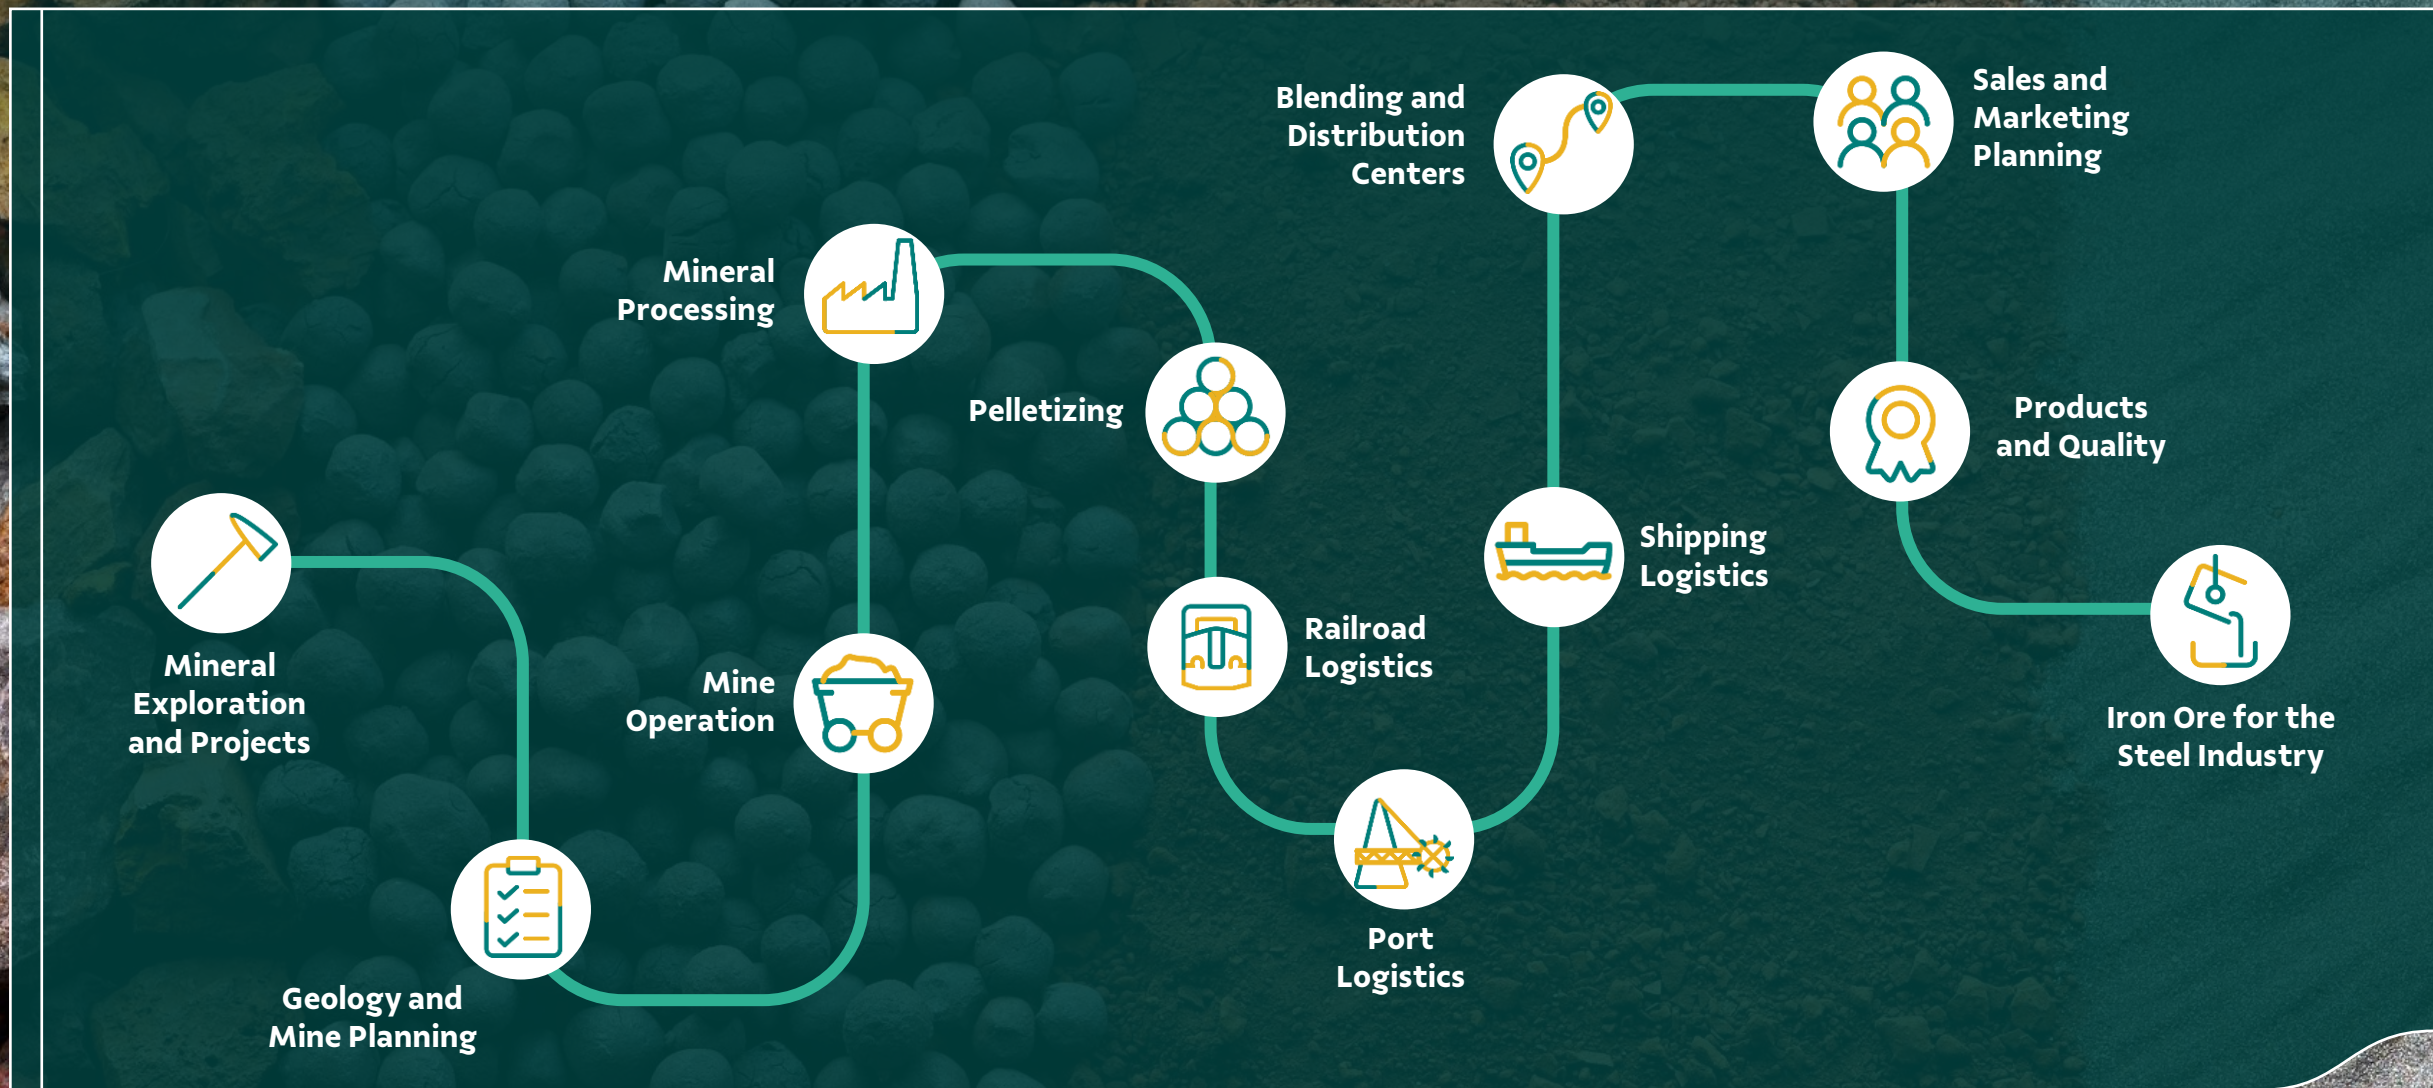 Mineral
Exploration
and Projects
Geology and
Mine Planning
Mine
Operation
Mineral
Processing
Pelletizing
Railroad
Logistics
Port
Logistics
Shipping
Logistics
Blending and
Distribution
Centers
Sales and
Marketing
Planning
Products
and Quality
Iron Ore for the
Steel Industry